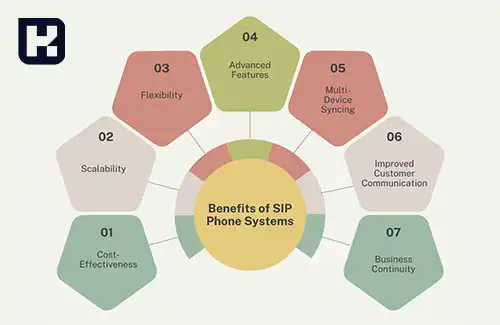 H
04
Advanced
Features
03
Flexibility
05
Multi-
Device
Syncing
02
Scalability
06
Improved
Customer
Communication
Benefits of SIP
Phone Systems
01
Cost-
Effectiveness
07
Business
Continuity